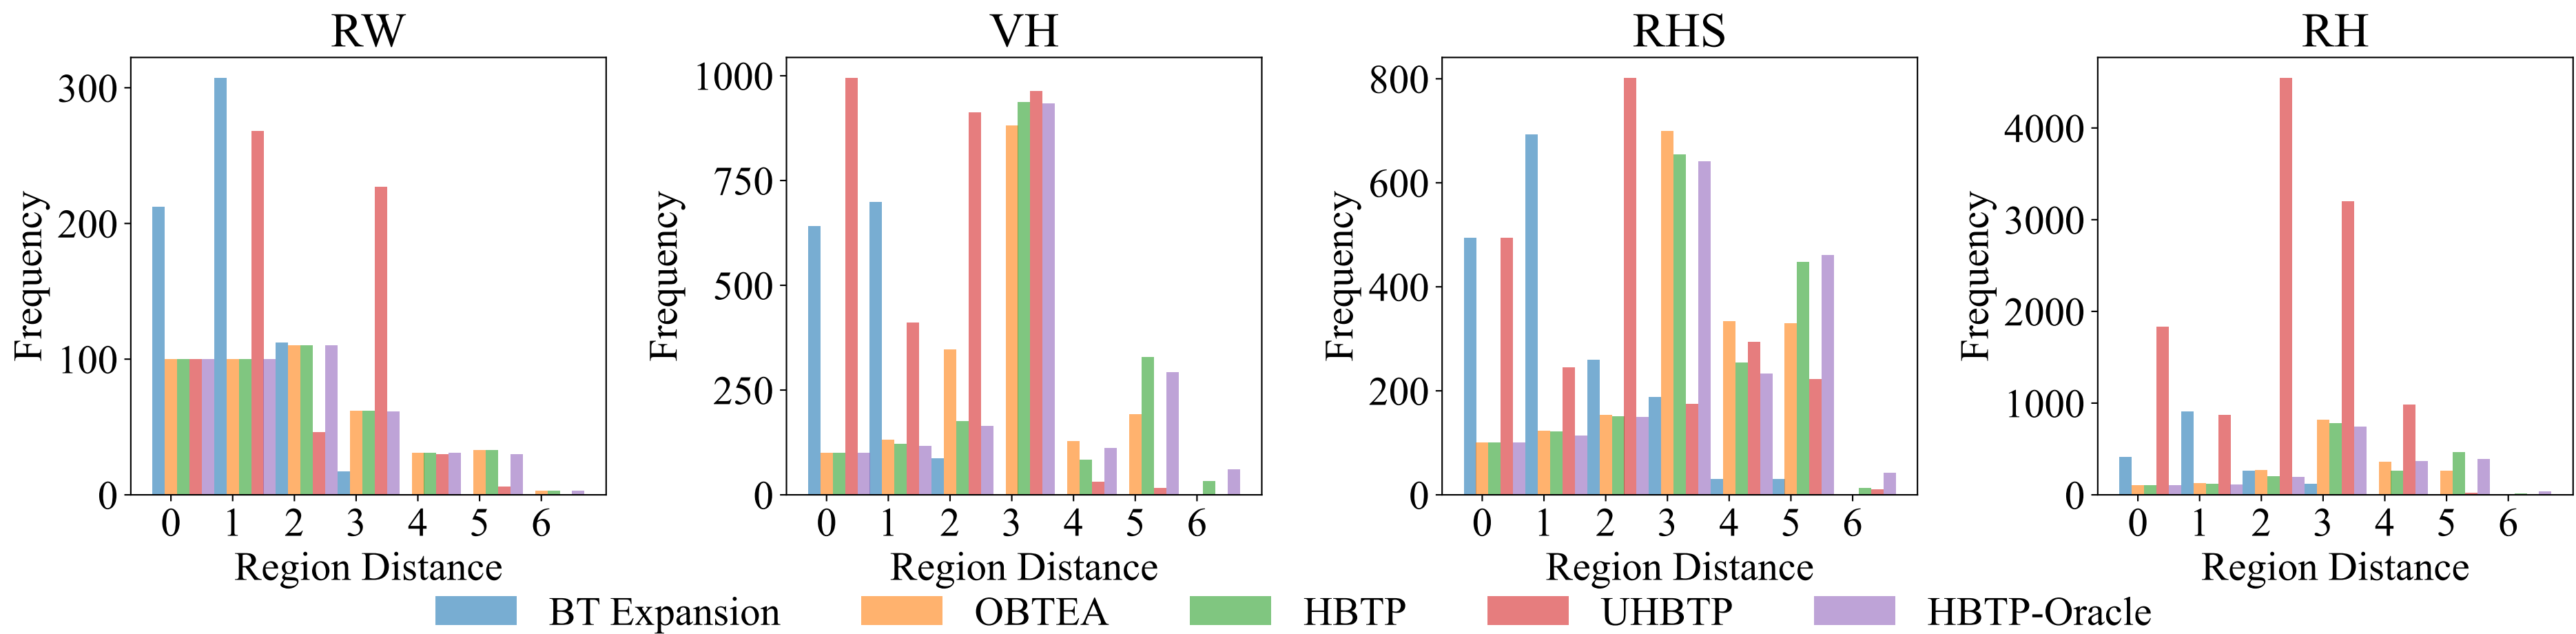 RW
VH
RHS
RH
Frequency
300
200
100
0
0 1 2 3 4 5 6
Region Distance
Frequency
1000
750
500
250
0
0 1 2 3 4 5 6
Region Distance
Frequency
800
600
400
200
0
0 1 2 3 4 5 6
Region Distance
Frequency
4000
3000
2000
1000
0
0 1 2 3 4 5 6
Region Distance
BT Expansion OBTEA HBTP UHBTP HBTP-Oracle